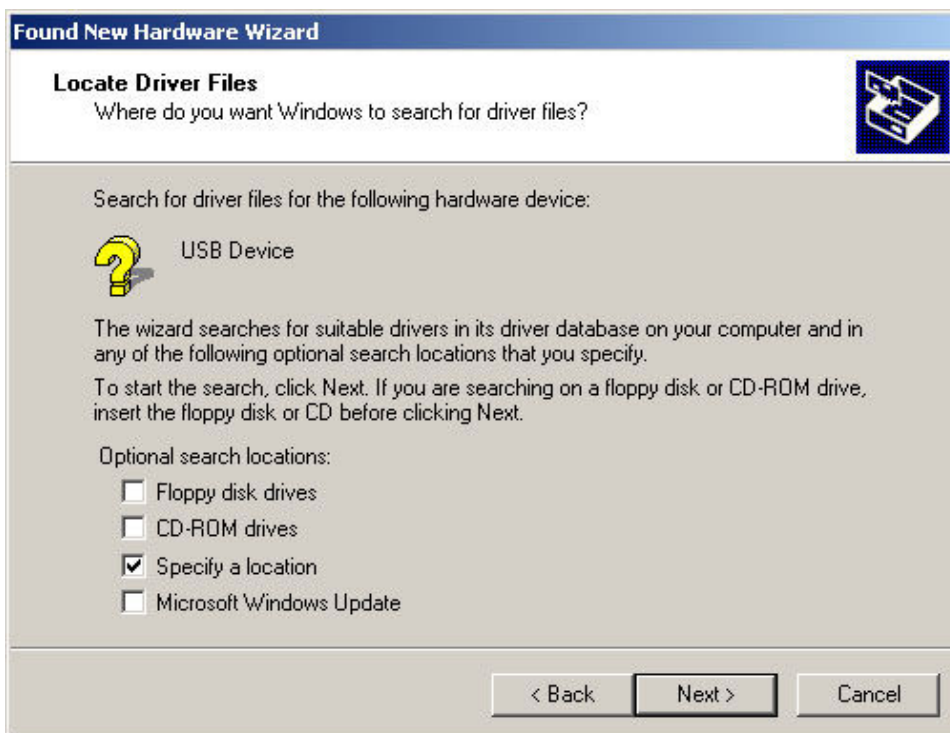 Found New Hardware Wizard
Locate Driver Files
Where do you want Windows to search for driver files?
Search for driver files for the following hardware device:
USB Device
The wizard searches for suitable drivers in its driver database on your computer and in
any of the following optional search locations that you specify.
To start the search, click Next. If you are searching on a floppy disk or CD-ROM drive,
insert the floppy disk or CD before clicking Next.
Optional search locations:
Floppy disk drives
CD-ROM drives
Specify a location
Microsoft Windows Update
< Back Next > Cancel